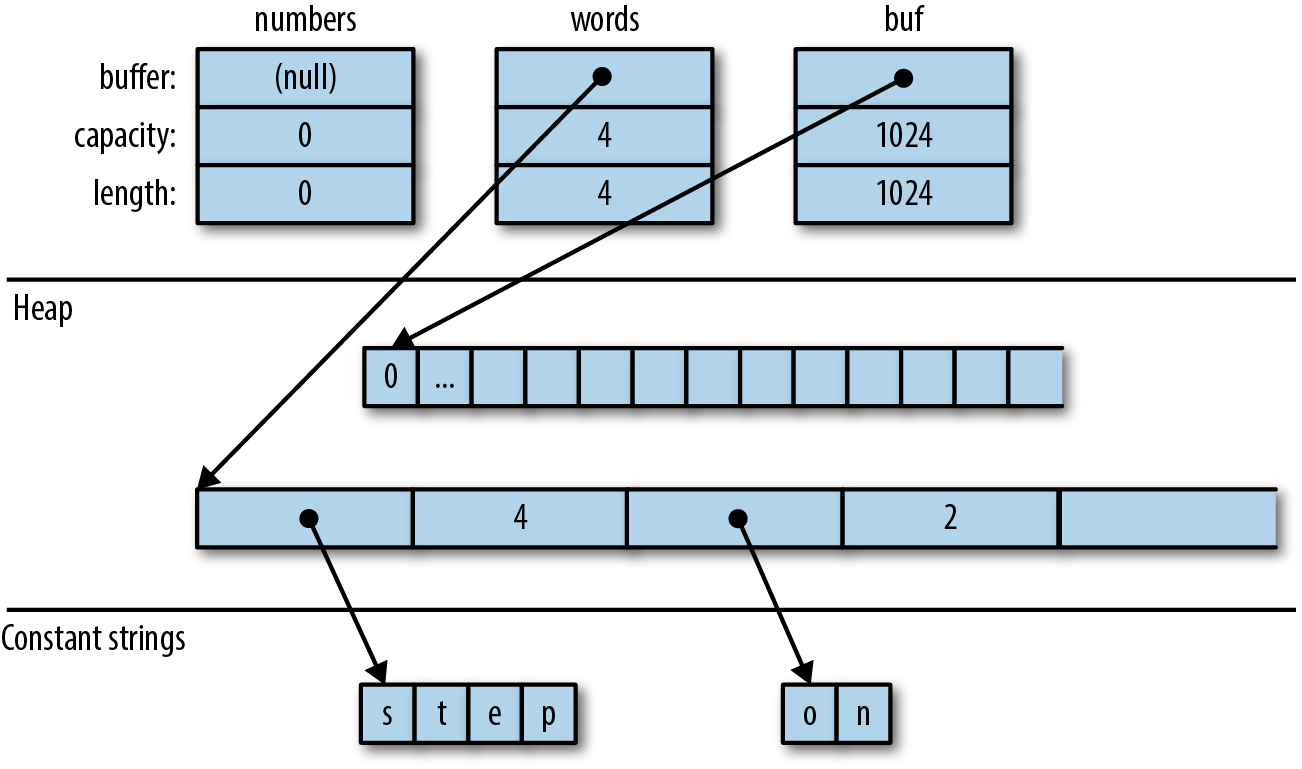 numbers words buf
buffer: (null)
capacity: 0 4 1024
length: 0 4 1024
Heap
0 ...
4 2
Constant strings
s t e p o n